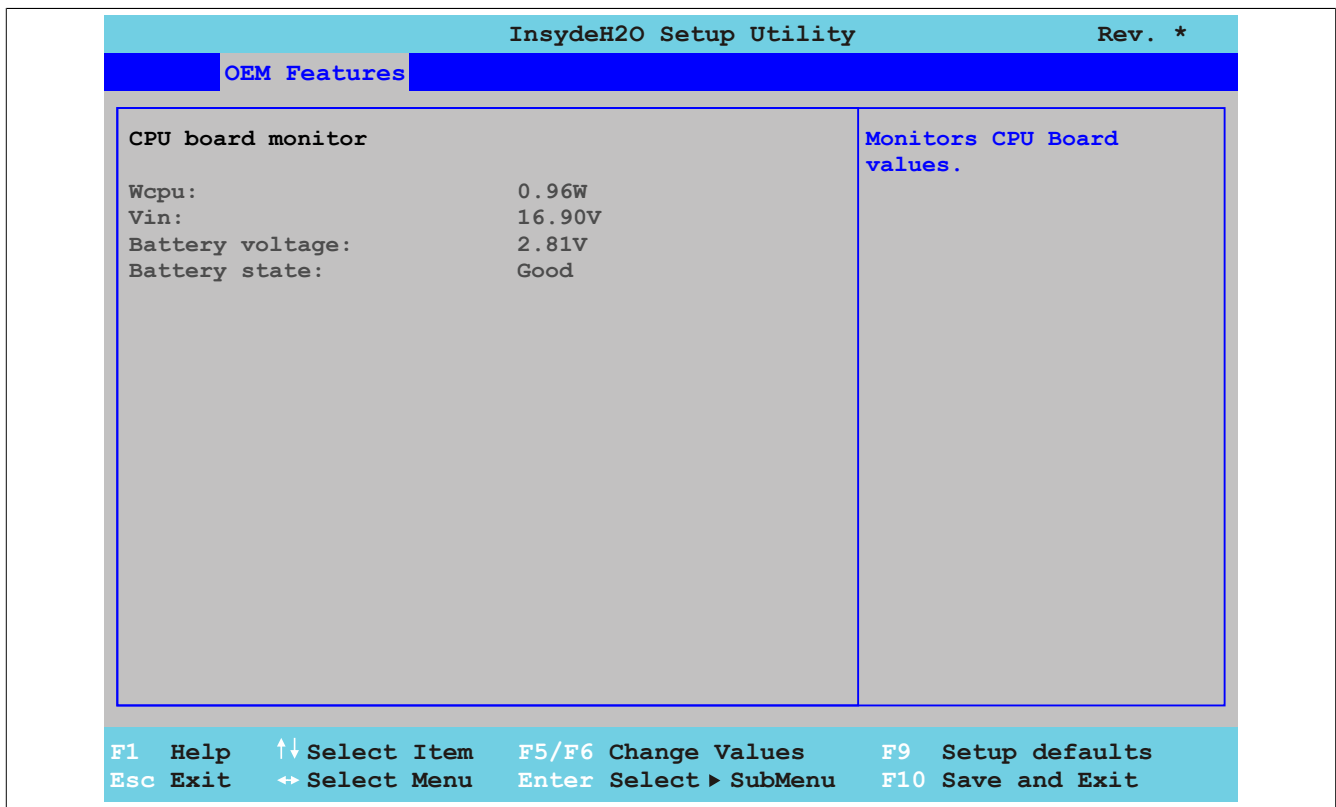 InsydeH2O Setup Utility Rev. *
OEM Features
CPU board monitor
Monitors CPU Board
values.
Wcpu: 0.96W
Vin: 16.90V
Battery voltage: 2.81V
Battery state: Good
F1 Help ↑↓ Select Item F5/F6 Change Values F9 Setup defaults
Esc Exit ↔ Select Menu Enter Select ▶ SubMenu F10 Save and Exit